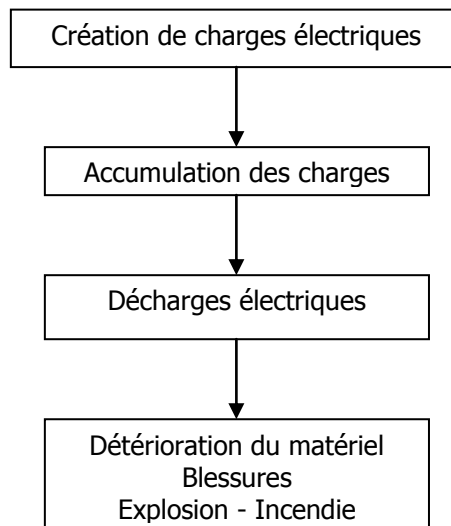 Création de charges électriques
Accumulation des charges
Décharges électriques
Détérioration du matériel
Blessures
Explosion - Incendie